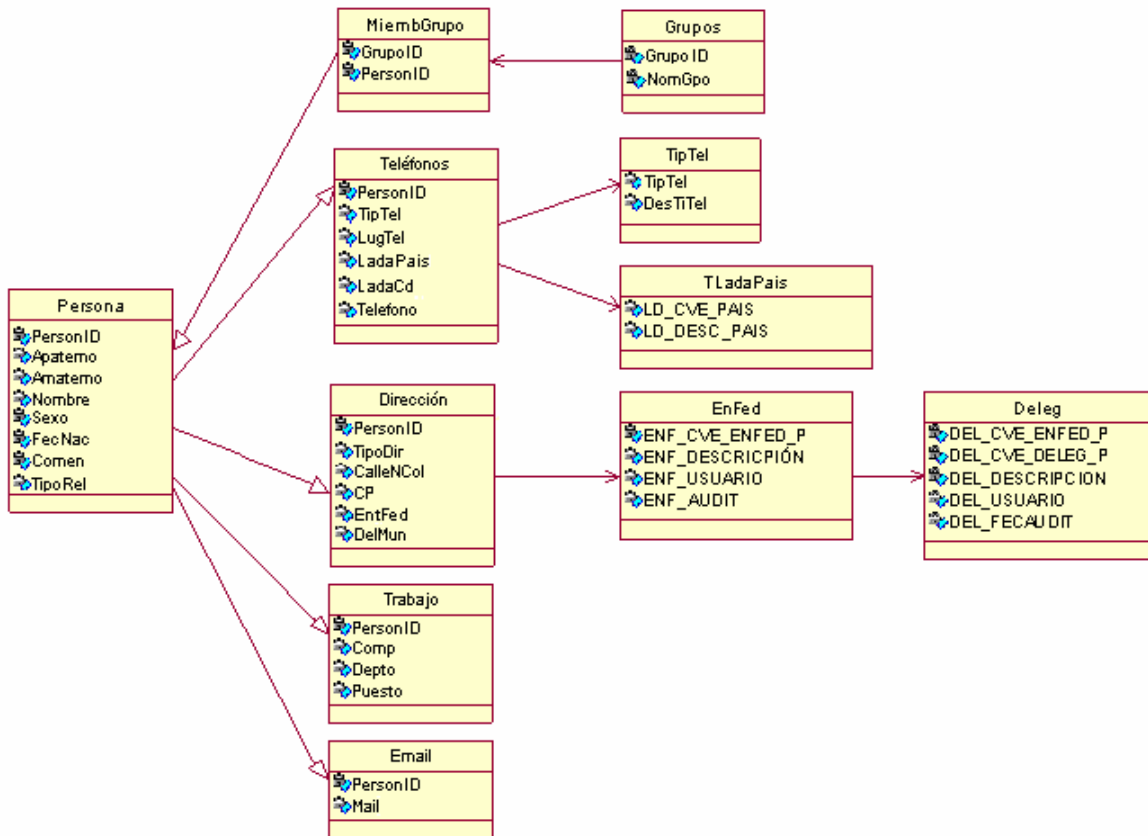 MiembGrupo
GrupoID
PersonID
Grupos
GrupoID
NomGpo
Teléfonos
PersonID
TipTel
LugTel
LadaPais
LadaCd
Telefono
TipTel
TipTel
DesTiTel
TLadaPais
LD_CVE_PAIS
LD_DESC_PAIS
Persona
PersonID
Apaterno
Amaterno
Nombre
Sexo
FecNac
Comen
TipoRel
Dirección
PersonID
TipoDir
CalleNCol
CP
EntFed
DelMun
EnFed
ENF_CVE_ENFED_P
ENF_DESCRICPIÓN
ENF_USUARIO
ENF_AUDIT
Deleg
DEL_CVE_ENFED_P
DEL_CVE_DELEG_P
DEL_DESCRIPCION
DEL_USUARIO
DEL_FECAUDIT
Trabajo
PersonID
Comp
Depto
Puesto
Email
PersonID
Mail